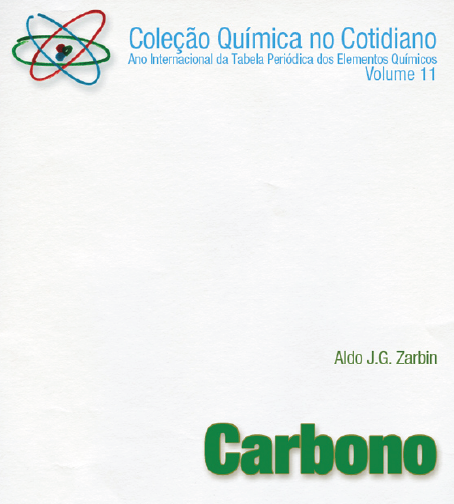 Coleção Química no Cotidiano
Ano Internacional da Tabela Periódica dos Elementos Químicos
Volume 11
Aldo J.G. Zarbin
Carbono